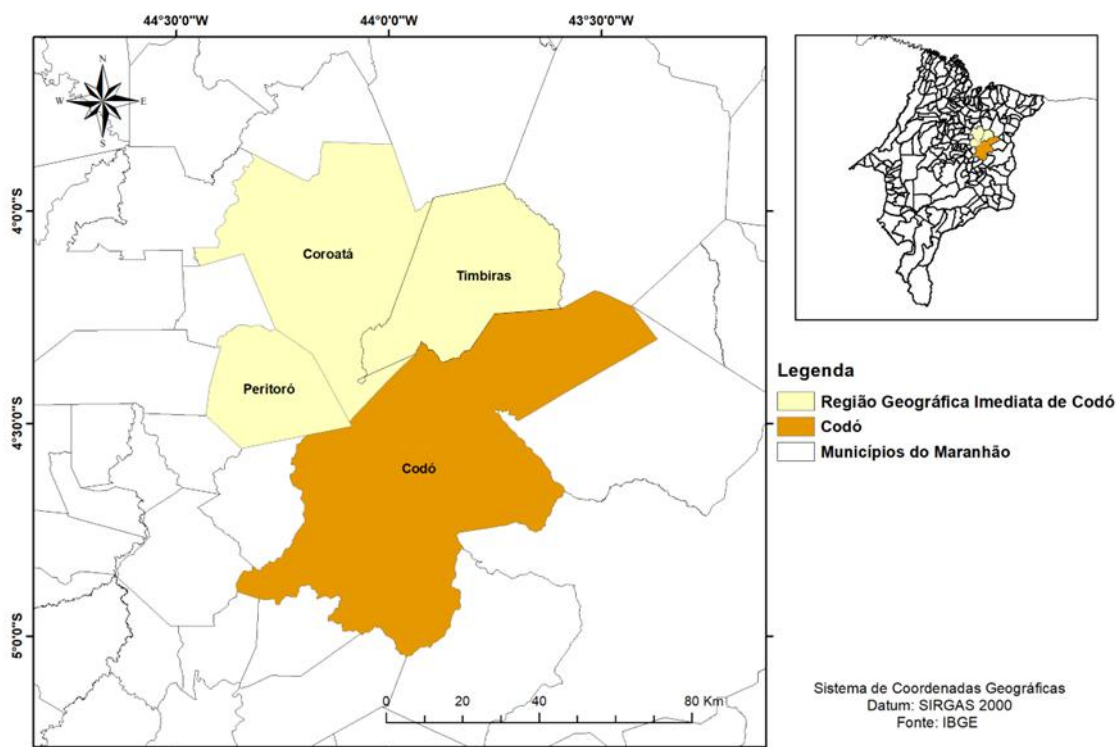 44°30'0"W
44°0'0"W
43°30'0"W
N
W
E
S
4°0'0"S
4°30'0"S
5°0'0"S
Coroatá
Timbiras
Peritoró
Codó
0
20
40
60
80 Km
Legenda
Região Geográfica Imediata de Codó
Codó
Municípios do Maranhão
Sistema de Coordenadas Geográficas
Datum: SIRGAS 2000
Fonte: IBGE